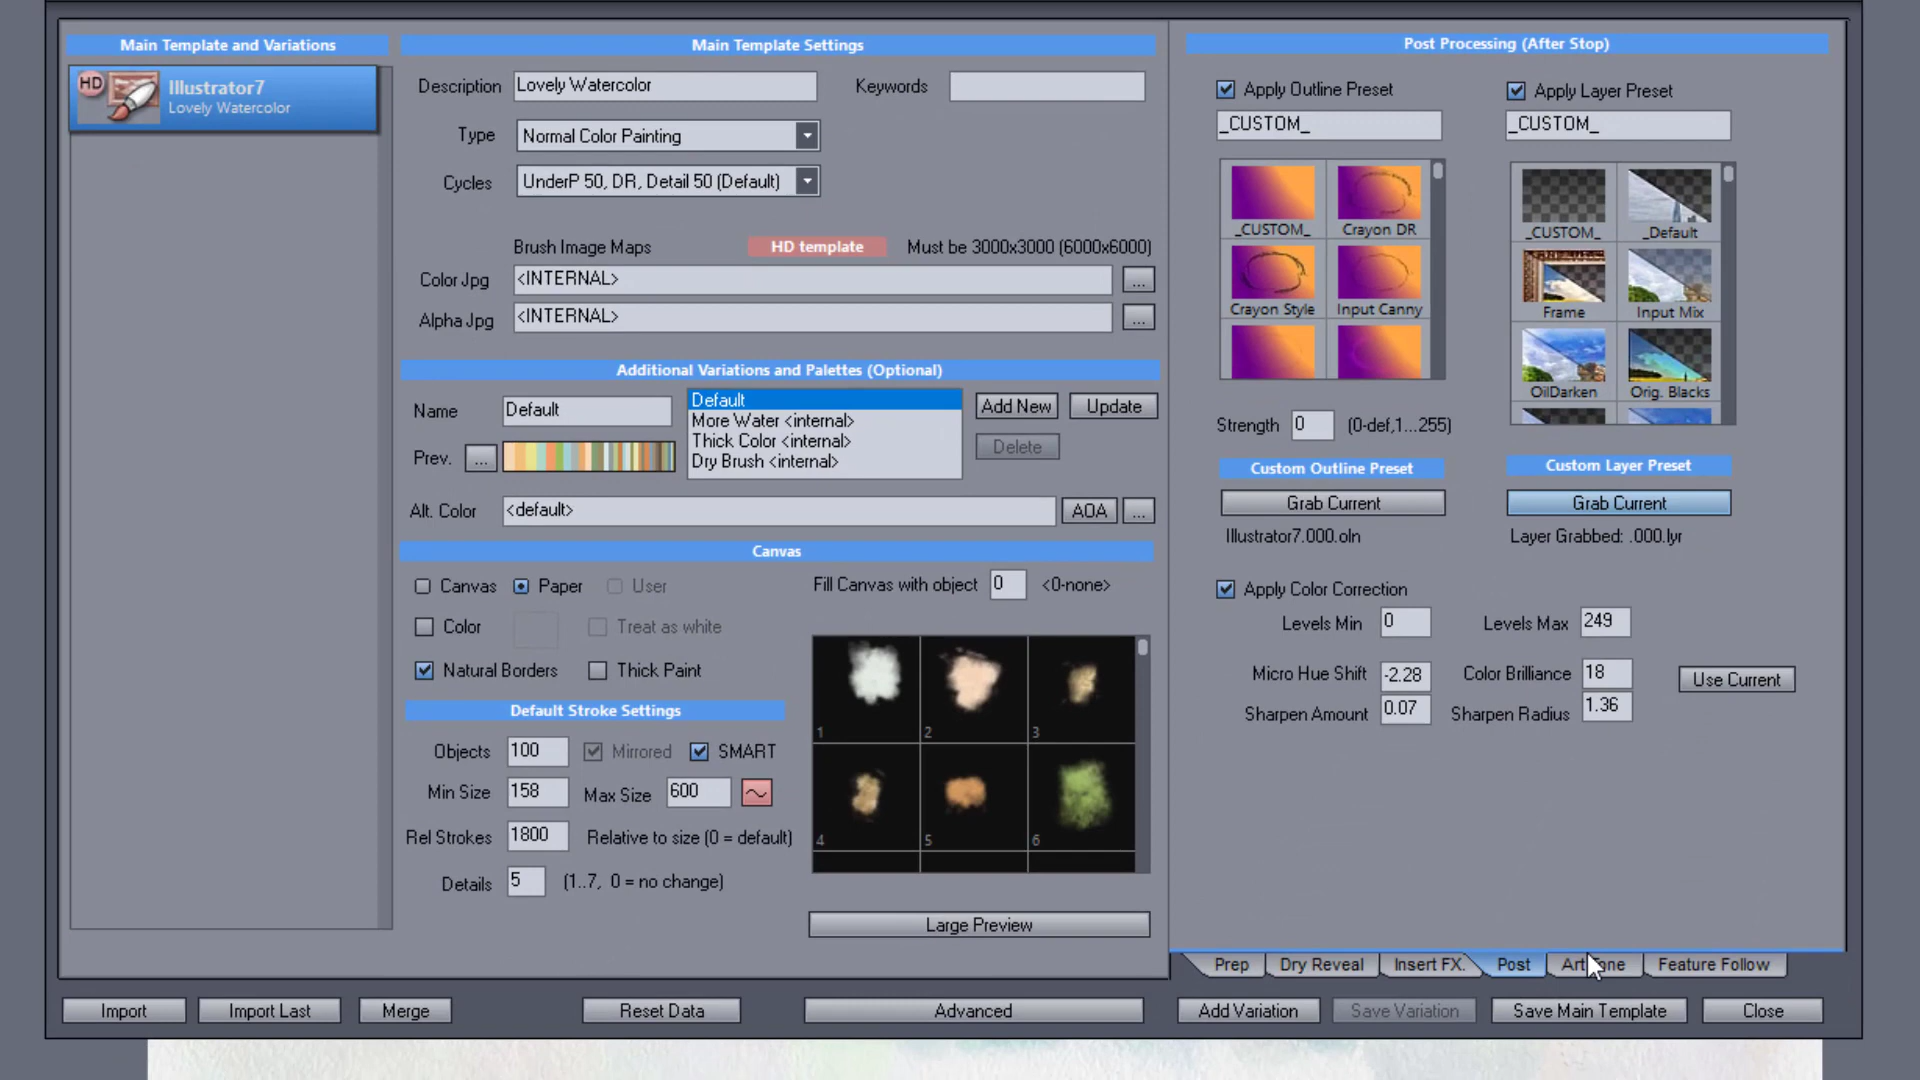 Main Template and Variations
HD
Illustrator7
Lovely Watercolor
Main Template Settings
Description Lovely Watercolor Keywords
Type Normal Color Painting
Cycles UnderP 50, DR, Detail 50 (Default)
Brush Image Maps HD template Must be 3000x3000 (6000x6000)
Color Jpg <INTERNAL> ...
Alpha Jpg <INTERNAL> ...
Additional Variations and Palettes (Optional)
Name Default
Prev. ...
Default
More Water <internal>
Thick Color <internal>
Dry Brush <internal>
Add New Update
Delete
Alt. Color <default> AOA ...
Canvas
Canvas Paper User
Color Treat as white
Natural Borders Thick Paint
Fill Canvas with object 0 <0-none>
1 2 3
4 5 6
Default Stroke Settings
Objects 100 Mirrored SMART
Min Size 158 Max Size 600
Rel Strokes 1800 Relative to size (0 = default)
Details 5 (1..7, 0 = no change)
Large Preview
Post Processing (After Stop)
Apply Outline Preset
_CUSTOM_
_CUSTOM_ Crayon DR
Crayon Style Input Canny
Strength 0 (0-def,1...255)
Custom Outline Preset
Grab Current
Illustrator7.000.oln
Apply Layer Preset
_CUSTOM_
_CUSTOM_ _Default
Frame Input Mix
OilDarken Orig. Blacks
Custom Layer Preset
Grab Current
Layer Grabbed: .000.lyr
Apply Color Correction
Levels Min 0 Levels Max 249
Micro Hue Shift -2.28 Color Brilliance 18 Use Current
Sharpen Amount 0.07 Sharpen Radius 1.36
Prep Dry Reveal Insert FX. Post Feature Follow
Import Import Last Merge Reset Data Advanced Add Variation Save Variation Save Main Template Close